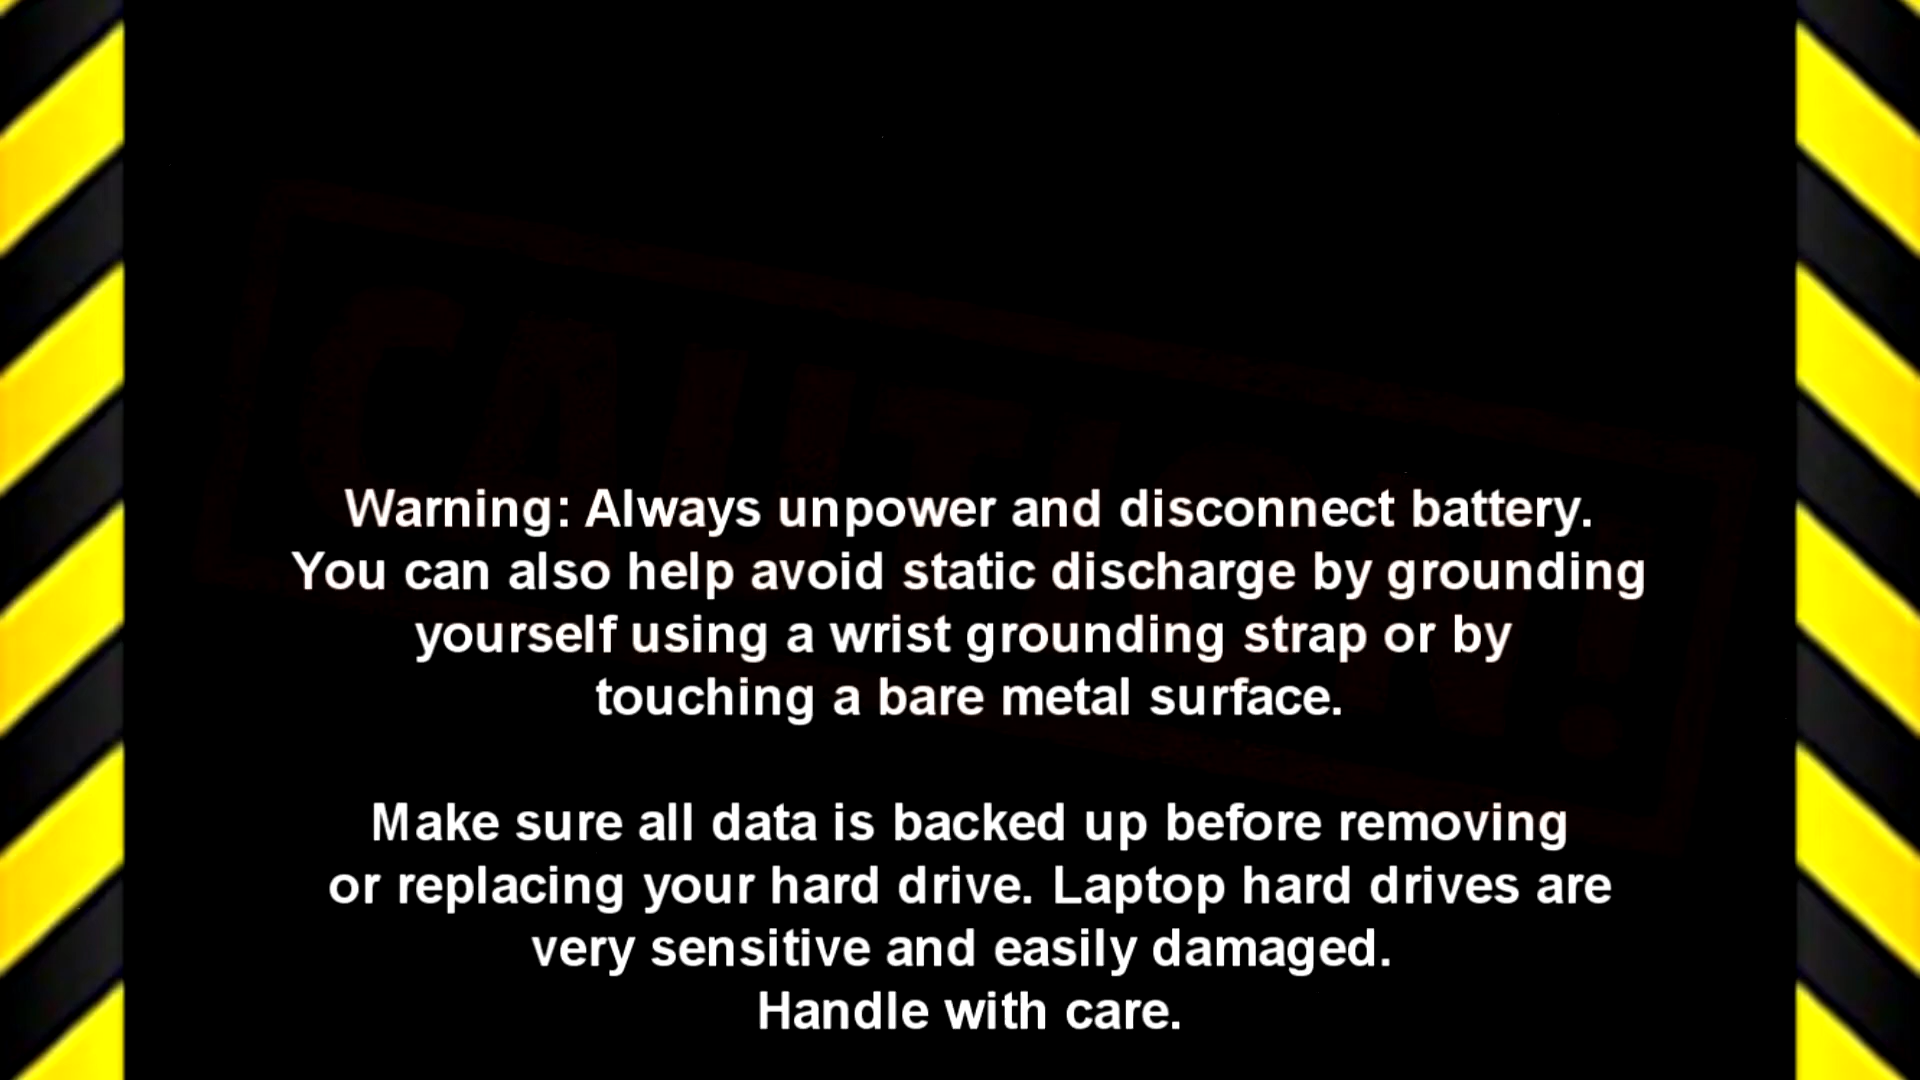 CAUTION!
Warning: Always unpower and disconnect battery.
You can also help avoid static discharge by grounding
yourself using a wrist grounding strap or by
touching a bare metal surface.
Make sure all data is backed up before removing
or replacing your hard drive. Laptop hard drives are
very sensitive and easily damaged.
Handle with care.